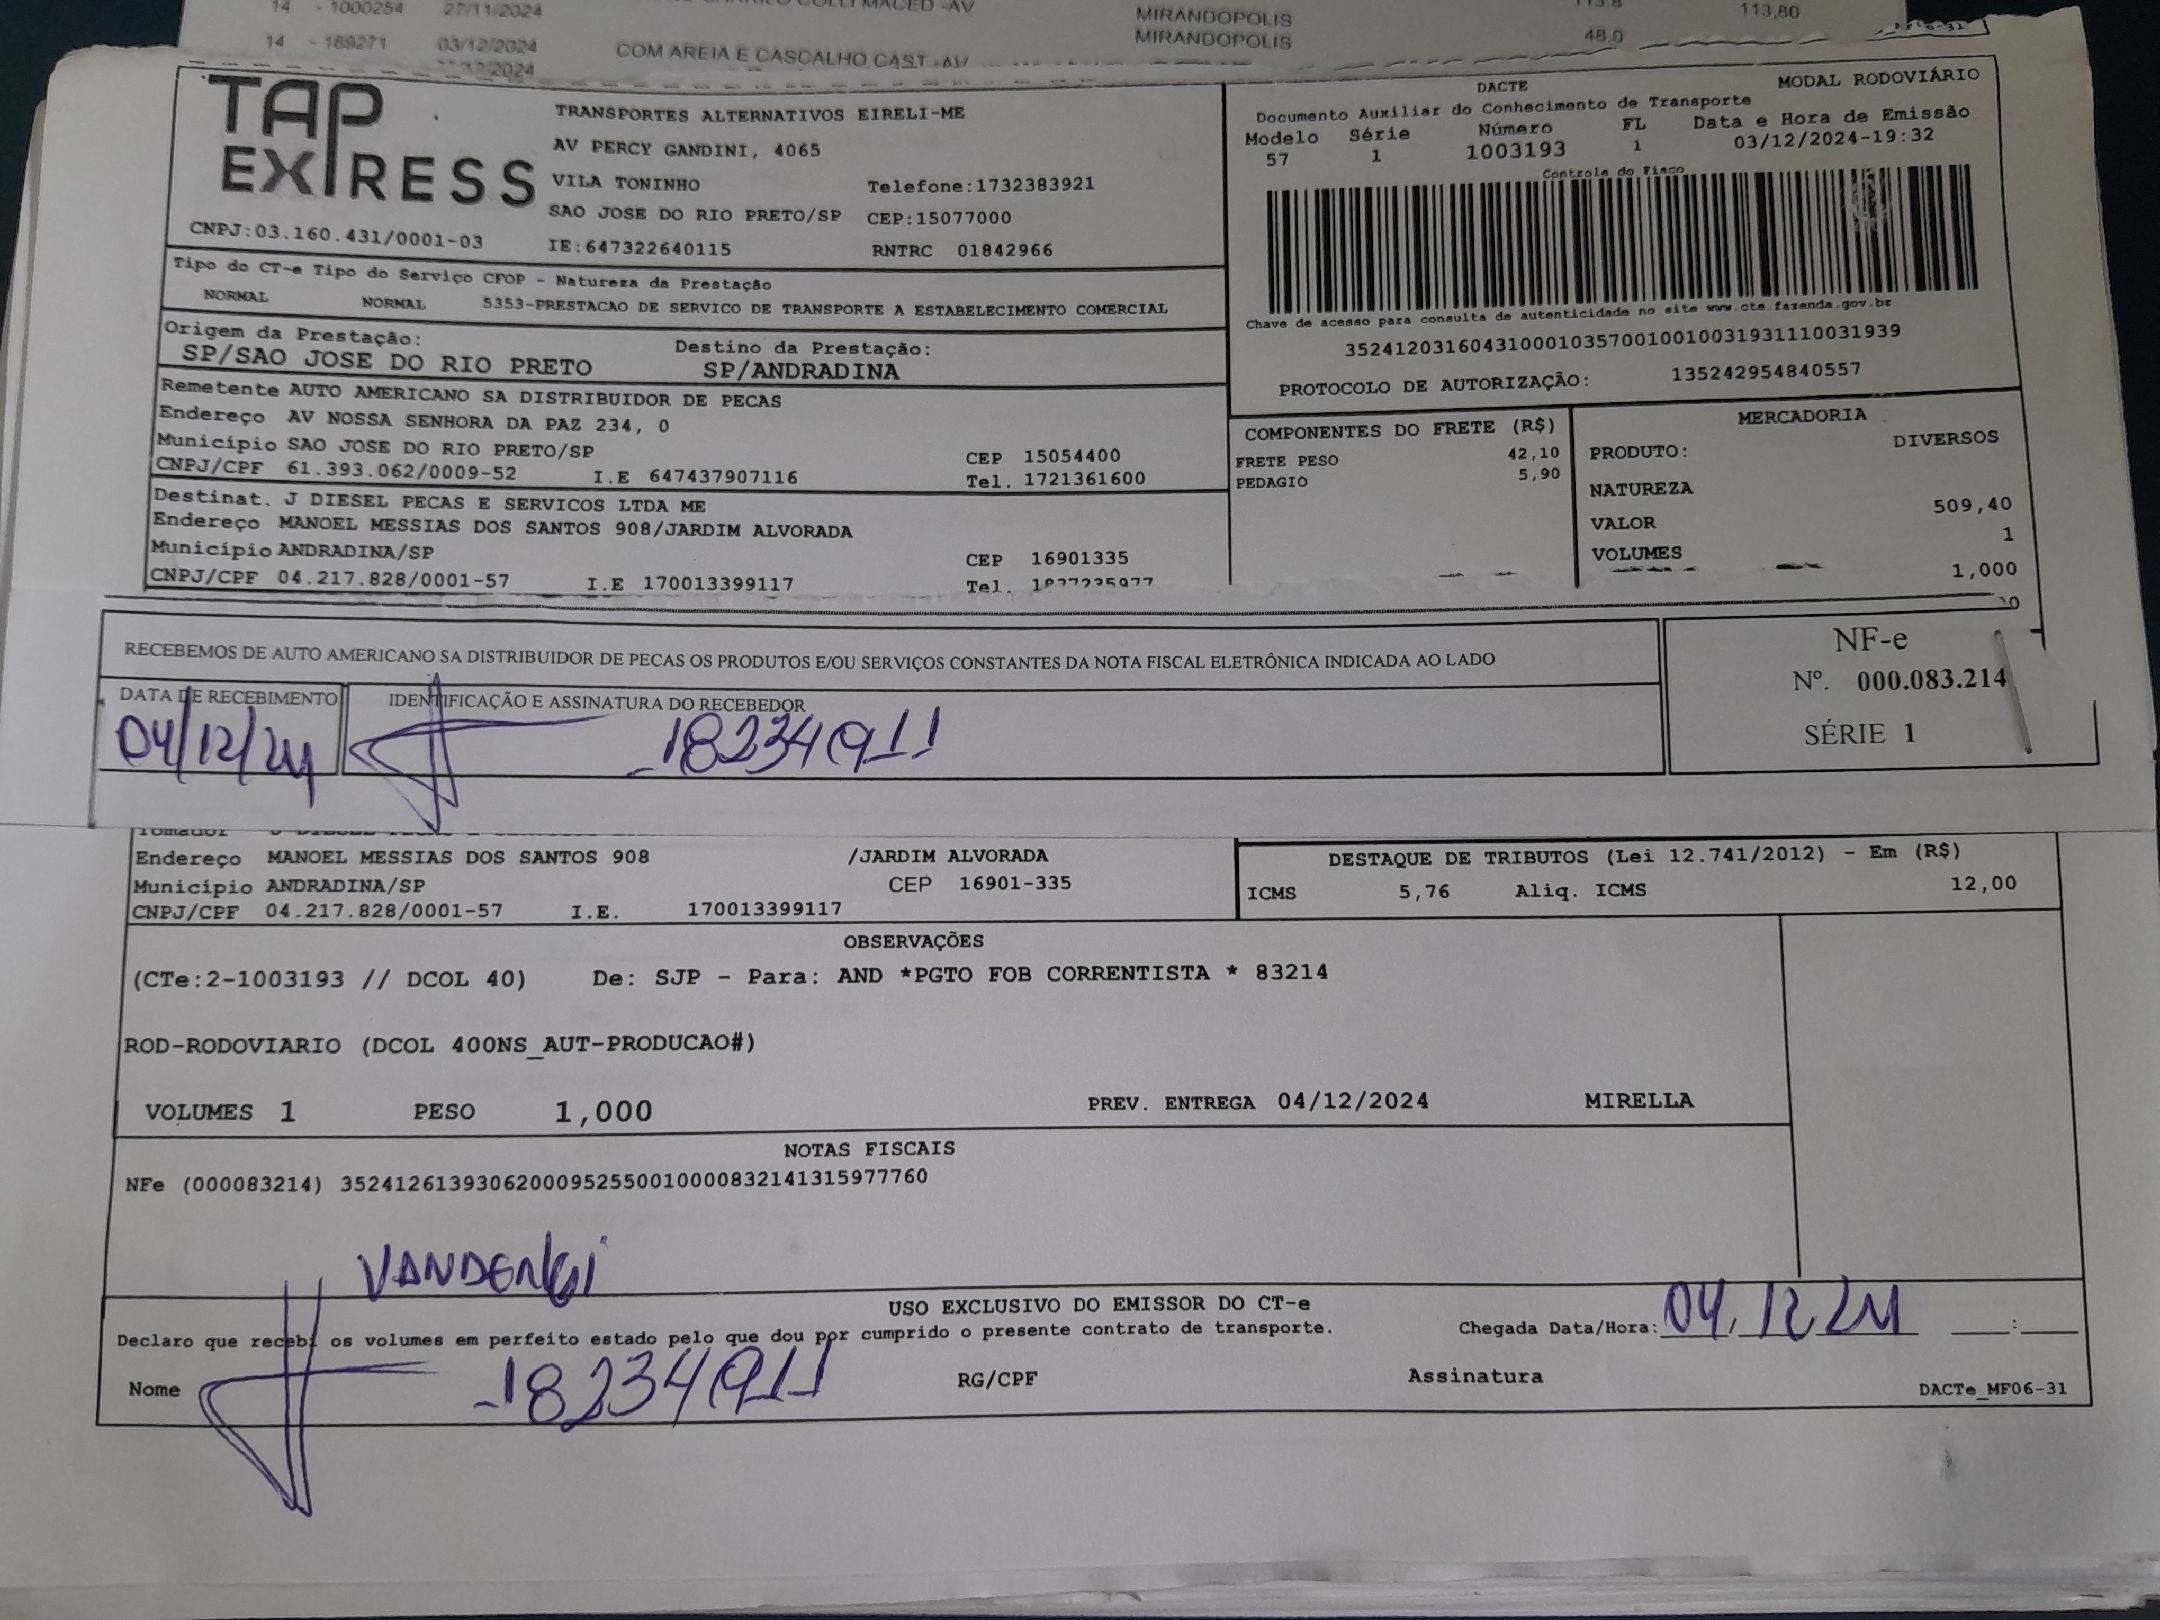 14 - 1000254 27/11/2024 MIRANDOPOLIS 113,80
14 - 169271 03/12/2024 COM AREIA E CASCALHO CAST -AV MIRANDOPOLIS 48,0
TAP EXPRESS
CNPJ:03.160.431/0001-03
TRANSPORTES ALTERNATIVOS EIRELI-ME
AV PERCY GANDINI, 4065
VILA TONINHO Telefone:1732383921
SAO JOSE DO RIO PRETO/SP CEP:15077000
IE:647322640115 RNTRC 01842966
DACTE MODAL RODOVIÁRIO
Documento Auxiliar do Conhecimento de Transporte
Modelo Série Número FL Data e Hora de Emissão
57 1 1003193 1 03/12/2024-19:32
Controle do Fisco
Chave de acesso para consulta de autenticidade no site www.cte.fazenda.gov.br
35241203160431000103570010010031931110031939
PROTOCOLO DE AUTORIZAÇÃO: 135242954840557
Tipo do CT-e Tipo do Serviço CFOP - Natureza da Prestação
NORMAL NORMAL 5353-PRESTACAO DE SERVICO DE TRANSPORTE A ESTABELECIMENTO COMERCIAL
Origem da Prestação: Destino da Prestação:
SP/SAO JOSE DO RIO PRETO SP/ANDRADINA
Remetente AUTO AMERICANO SA DISTRIBUIDOR DE PECAS
Endereço AV NOSSA SENHORA DA PAZ 234, 0
Município SAO JOSE DO RIO PRETO/SP CEP 15054400
CNPJ/CPF 61.393.062/0009-52 I.E 647437907116 Tel. 1721361600
Destinat. J DIESEL PECAS E SERVICOS LTDA ME
Endereço MANOEL MESSIAS DOS SANTOS 908/JARDIM ALVORADA
Município ANDRADINA/SP CEP 16901335
CNPJ/CPF 04.217.828/0001-57 I.E 170013399117 Tel. 1837235977
COMPONENTES DO FRETE (R$)
FRETE PESO 42,10
PEDAGIO 5,90
MERCADORIA
PRODUTO: DIVERSOS
NATUREZA
VALOR 509,40
VOLUMES 1
1,000
RECEBEMOS DE AUTO AMERICANO SA DISTRIBUIDOR DE PECAS OS PRODUTOS E/OU SERVIÇOS CONSTANTES DA NOTA FISCAL ELETRÔNICA INDICADA AO LADO
DATA DE RECEBIMENTO IDENTIFICAÇÃO E ASSINATURA DO RECEBEDOR
04/12/24 18234911
NF-e
Nº. 000.083.214
SÉRIE 1
Endereço MANOEL MESSIAS DOS SANTOS 908 /JARDIM ALVORADA
Município ANDRADINA/SP CEP 16901-335
CNPJ/CPF 04.217.828/0001-57 I.E. 170013399117
DESTAQUE DE TRIBUTOS (Lei 12.741/2012) - Em (R$)
ICMS 5,76 Aliq. ICMS 12,00
OBSERVAÇÕES
(CTe:2-1003193 // DCOL 40) De: SJP - Para: AND *PGTO FOB CORRENTISTA * 83214
ROD-RODOVIARIO (DCOL 400NS_AUT-PRODUCAO#)
VOLUMES 1 PESO 1,000 PREV. ENTREGA 04/12/2024 MIRELLA
NOTAS FISCAIS
NFe (000083214) 35241261393062000952550010000832141315977760
USO EXCLUSIVO DO EMISSOR DO CT-e
Declaro que recebi os volumes em perfeito estado pelo que dou por cumprido o presente contrato de transporte. Chegada Data/Hora: 04, 12 24 :
Nome 18234911 RG/CPF Assinatura
DACTe_MF06-31